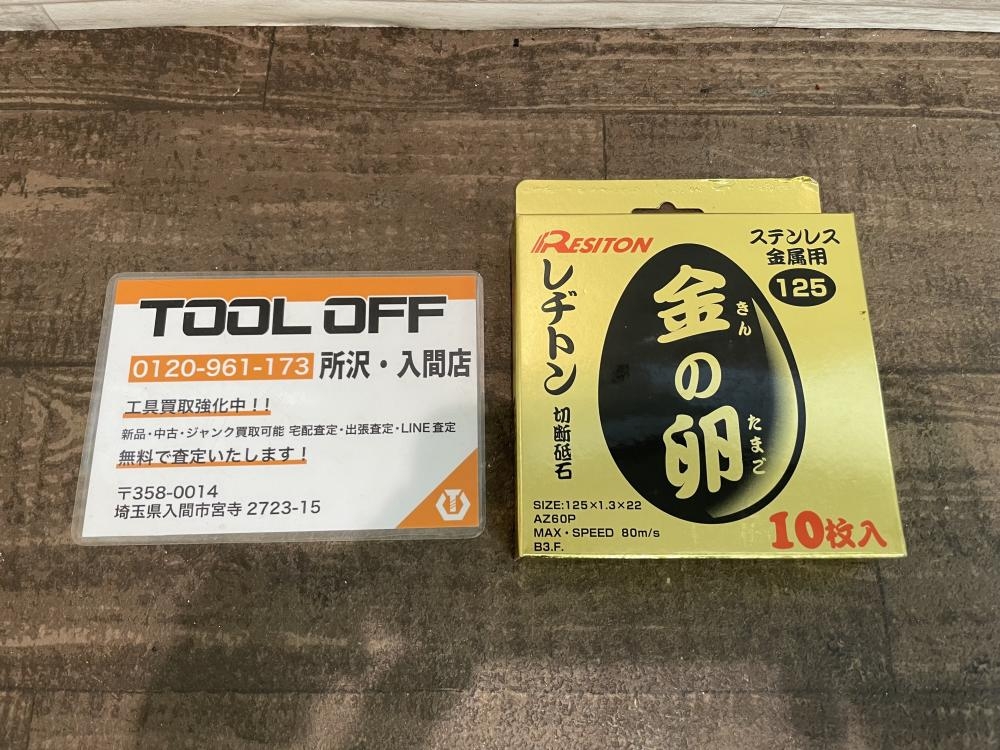 TOOL OFF
0120-961-173 所沢・入間店
工具買取強化中！！
新品・中古・ジャンク買取可能 宅配査定・出張査定・LINE査定
無料で査定いたします！
〒358-0014
埼玉県入間市宮寺 2723-15
RESITON
レヂトン
切断砥石
金の卵
きん
たまご
ステンレス
金属用
125
SIZE:125×1.3×22
AZ60P
MAX・SPEED 80m/s
B3.F.
10枚入